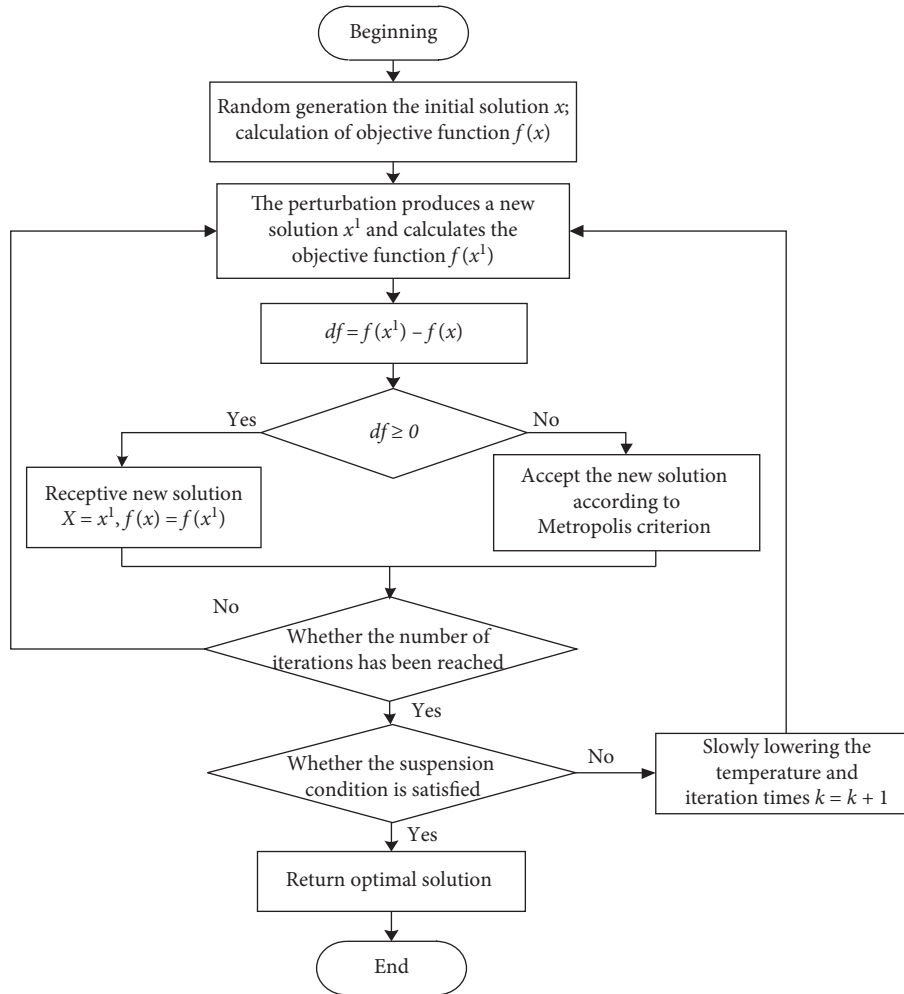 Beginning
Random generation the initial solution x;
calculation of objective function f (x)
The perturbation produces a new
solution x¹ and calculates the
objective function f (x¹)
df = f (x¹) – f (x)
Yes
df ≥ 0
No
Receptive new solution
X = x¹, f (x) = f (x¹)
Accept the new solution
according to
Metropolis criterion
No
Whether the number of
iterations has been reached
Yes
Whether the suspension
condition is satisfied
No
Slowly lowering the
temperature and
iteration times k = k + 1
Yes
Return optimal solution
End